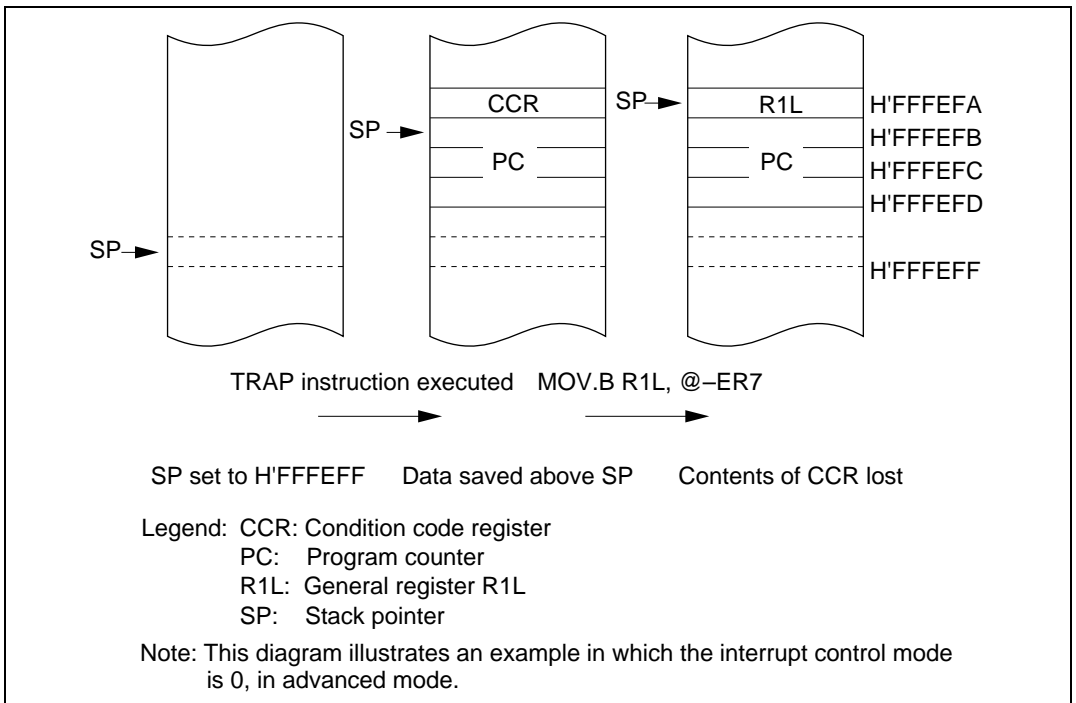 CCR
SP
R1L
H'FFFEFA
SP
H'FFFEFB
PC
PC
H'FFFEFC
H'FFFEFD
SP
H'FFFEFF
TRAP instruction executed
MOV.B R1L, @–ER7
SP set to H'FFFEFF
Data saved above SP
Contents of CCR lost
Legend: CCR: Condition code register
PC: Program counter
R1L: General register R1L
SP: Stack pointer
Note: This diagram illustrates an example in which the interrupt control mode
is 0, in advanced mode.